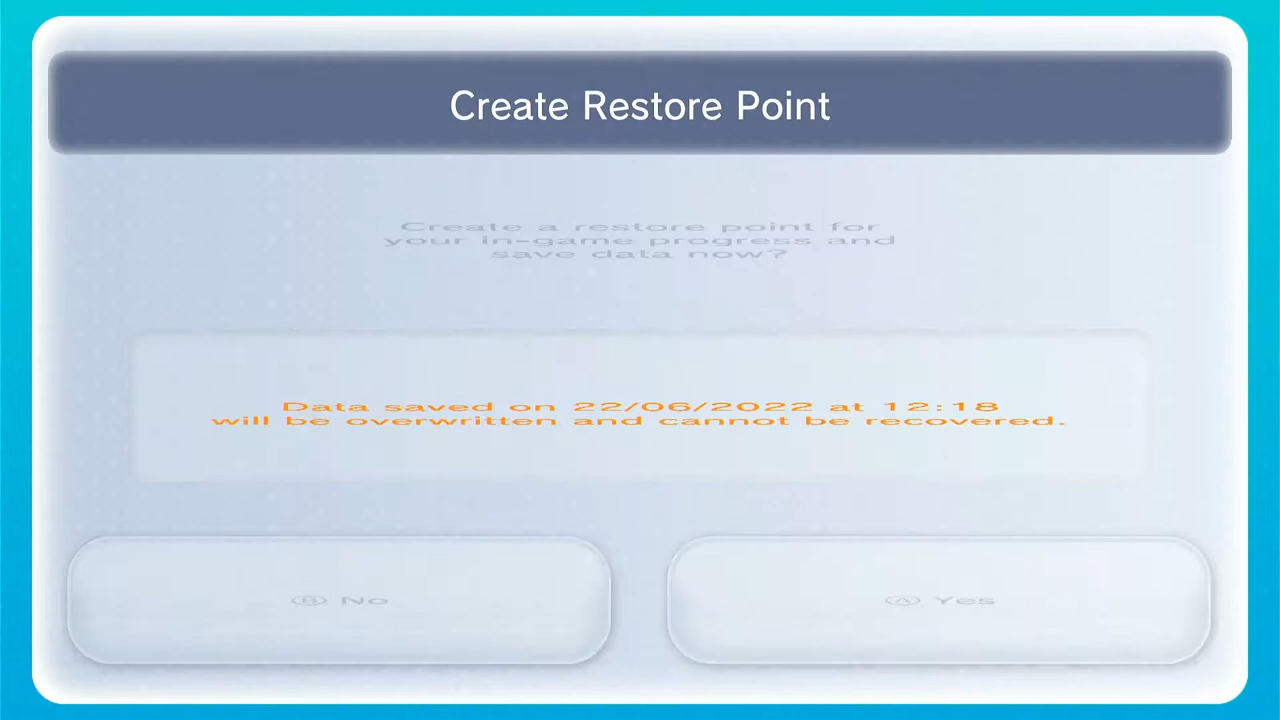 Create Restore Point
Create a restore point for
your in-game progress and
save data now?
Data saved on 22/06/2022 at 12:18
will be overwritten and cannot be recovered.
Ⓑ No
Ⓐ Yes